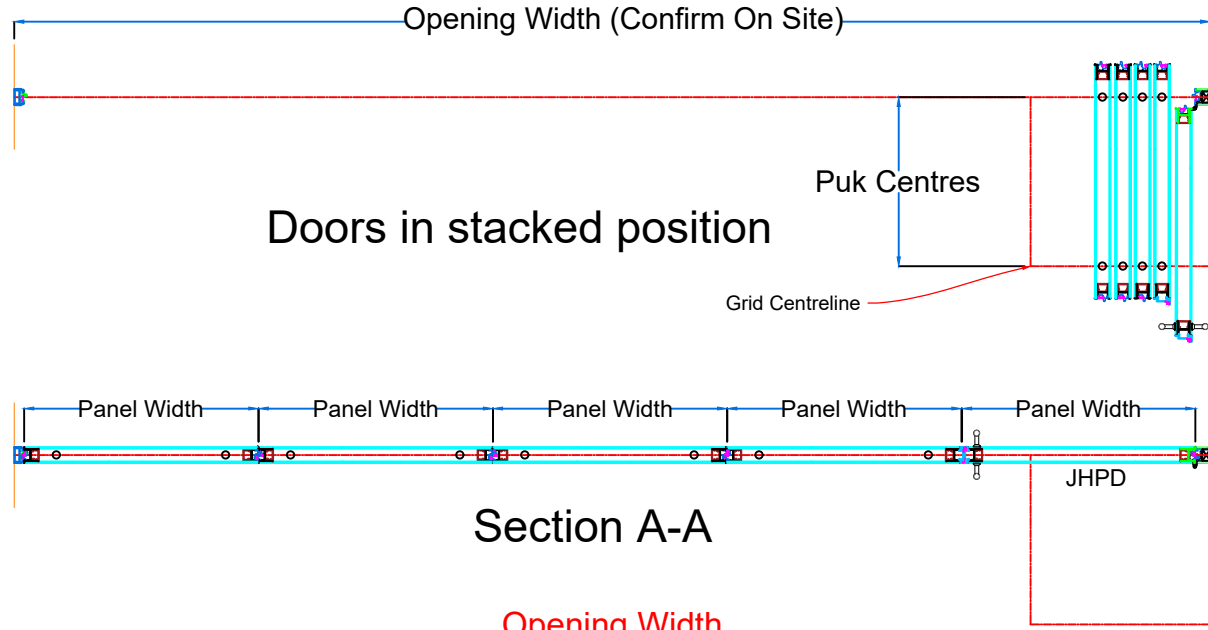 Opening Width (Confirm On Site)
Puk Centres
Doors in stacked position
Grid Centreline
Panel Width
Panel Width
Panel Width
Panel Width
Panel Width
JHPD
Section A-A
Opening Width